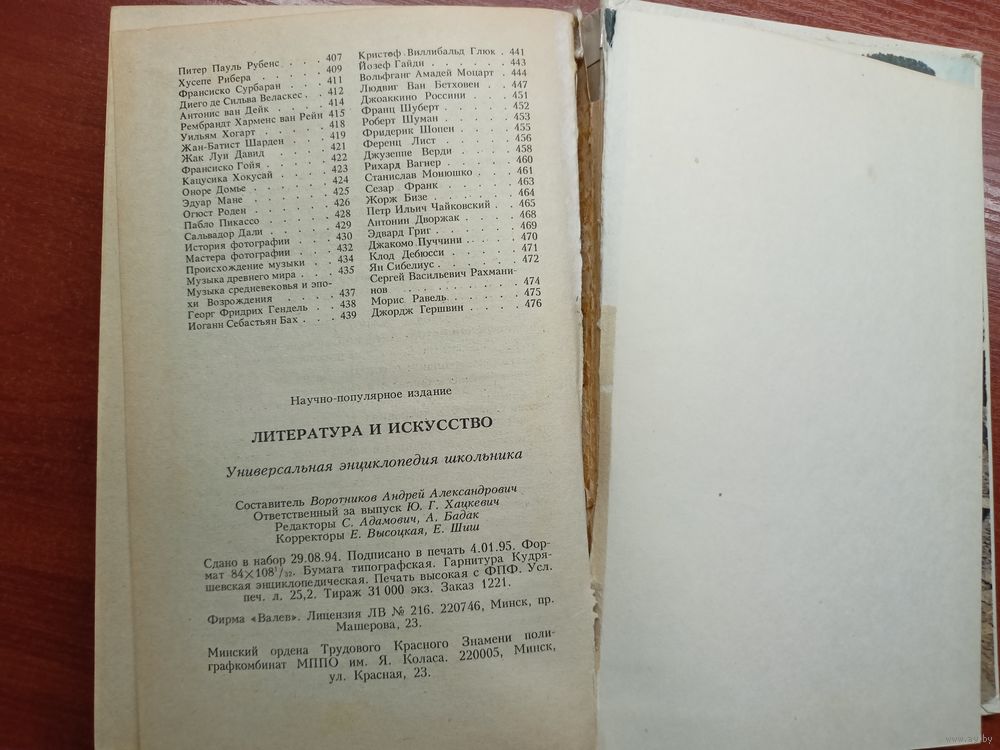 Питер Пауль Рубенс . . . 407
Хусепе Рибера . . . . 409
Франсиско Сурбаран . . . 411
Диего де Сильва Веласкес . . 412
Антонис ван Дейк . . . . 414
Рембрандт Харменс ван Рейн 415
Уильям Хогарт . . . . 418
Жан-Батист Шарден . . . 419
Жак Луи Давид . . . . 421
Франсиско Гойя . . . . 422
Кацусика Хокусай . . . . 423
Оноре Домье . . . . . 424
Эдуар Мане . . . . . 425
Огюст Роден . . . . . 426
Пабло Пикассо . . . . 428
Сальвадор Дали . . . . 429
История фотографии . . . 430
Мастера фотографии . . . 432
Происхождение музыки . . 434
Музыка древнего мира . . . 435
Музыка средневековья и эпо-
хи Возрождения . . . . 437
Георг Фридрих Гендель . . 438
Иоганн Себастьян Бах . . . 439
Кристоф Виллибальд Глюк . 441
Йозеф Гайдн . . . . . 443
Вольфганг Амадей Моцарт . 444
Людвиг Ван Бетховен . . 447
Джоаккино Россини . . . 451
Франц Шуберт . . . . 452
Роберт Шуман . . . . 453
Фридерик Шопен . . . . 455
Ференц Лист . . . . . 456
Джузеппе Верди . . . . 458
Рихард Вагнер . . . . 460
Станислав Монюшко . . . 461
Сезар Франк . . . . . 463
Жорж Бизе . . . . . 464
Петр Ильич Чайковский . . 465
Антонин Дворжак . . . . 468
Эдвард Григ . . . . . 469
Джакомо Пуччини . . . . 470
Клод Дебюсси . . . . 471
Ян Сибелиус . . . . . 472
Сергей Васильевич Рахмани-
нов . . . . . . . 474
Морис Равель . . . . . 475
Джордж Гершвин . . . . 476
Научно-популярное издание
ЛИТЕРАТУРА И ИСКУССТВО
Универсальная энциклопедия школьника
Составитель Воротников Андрей Александрович
Ответственный за выпуск Ю. Г. Хацкевич
Редакторы С. Адамович, А. Бадак
Корректоры Е. Высоцкая, Е. Шиш
Сдано в набор 29.08.94. Подписано в печать 4.01.95. Фор-
мат 84×108¹/₃₂. Бумага типографская. Гарнитура Кудря-
шевская энциклопедическая. Печать высокая с ФПФ. Усл.
печ. л. 25,2. Тираж 31 000 экз. Заказ 1221.
Фирма «Валев». Лицензия ЛВ № 216. 220746, Минск, пр.
Машерова, 23.
Минский ордена Трудового Красного Знамени поли-
графкомбинат МППО им. Я. Коласа. 220005, Минск,
ул. Красная, 23.
www.ay.by